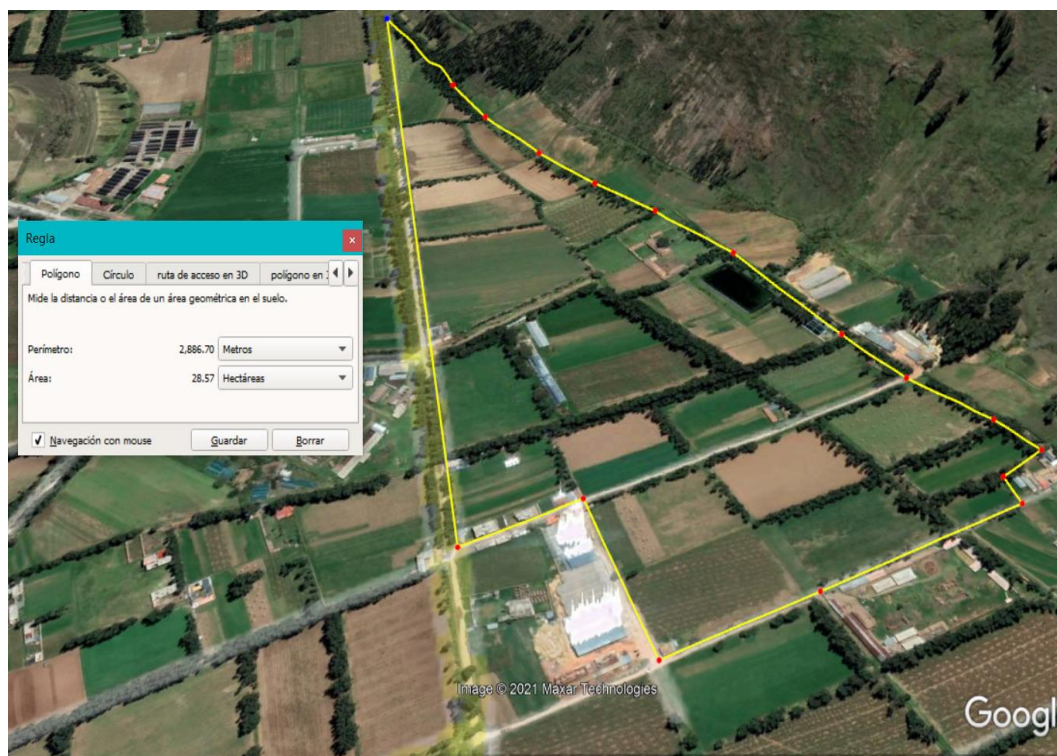 Regla
Polígono Círculo ruta de acceso en 3D polígono en
Mide la distancia o el área de un área geométrica en el suelo.
Perímetro: 2,886.70 Metros
Área: 28.57 Hectáreas
Navegación con mouse Guardar Borrar
Image © 2021 Maxar Technologies
Googl